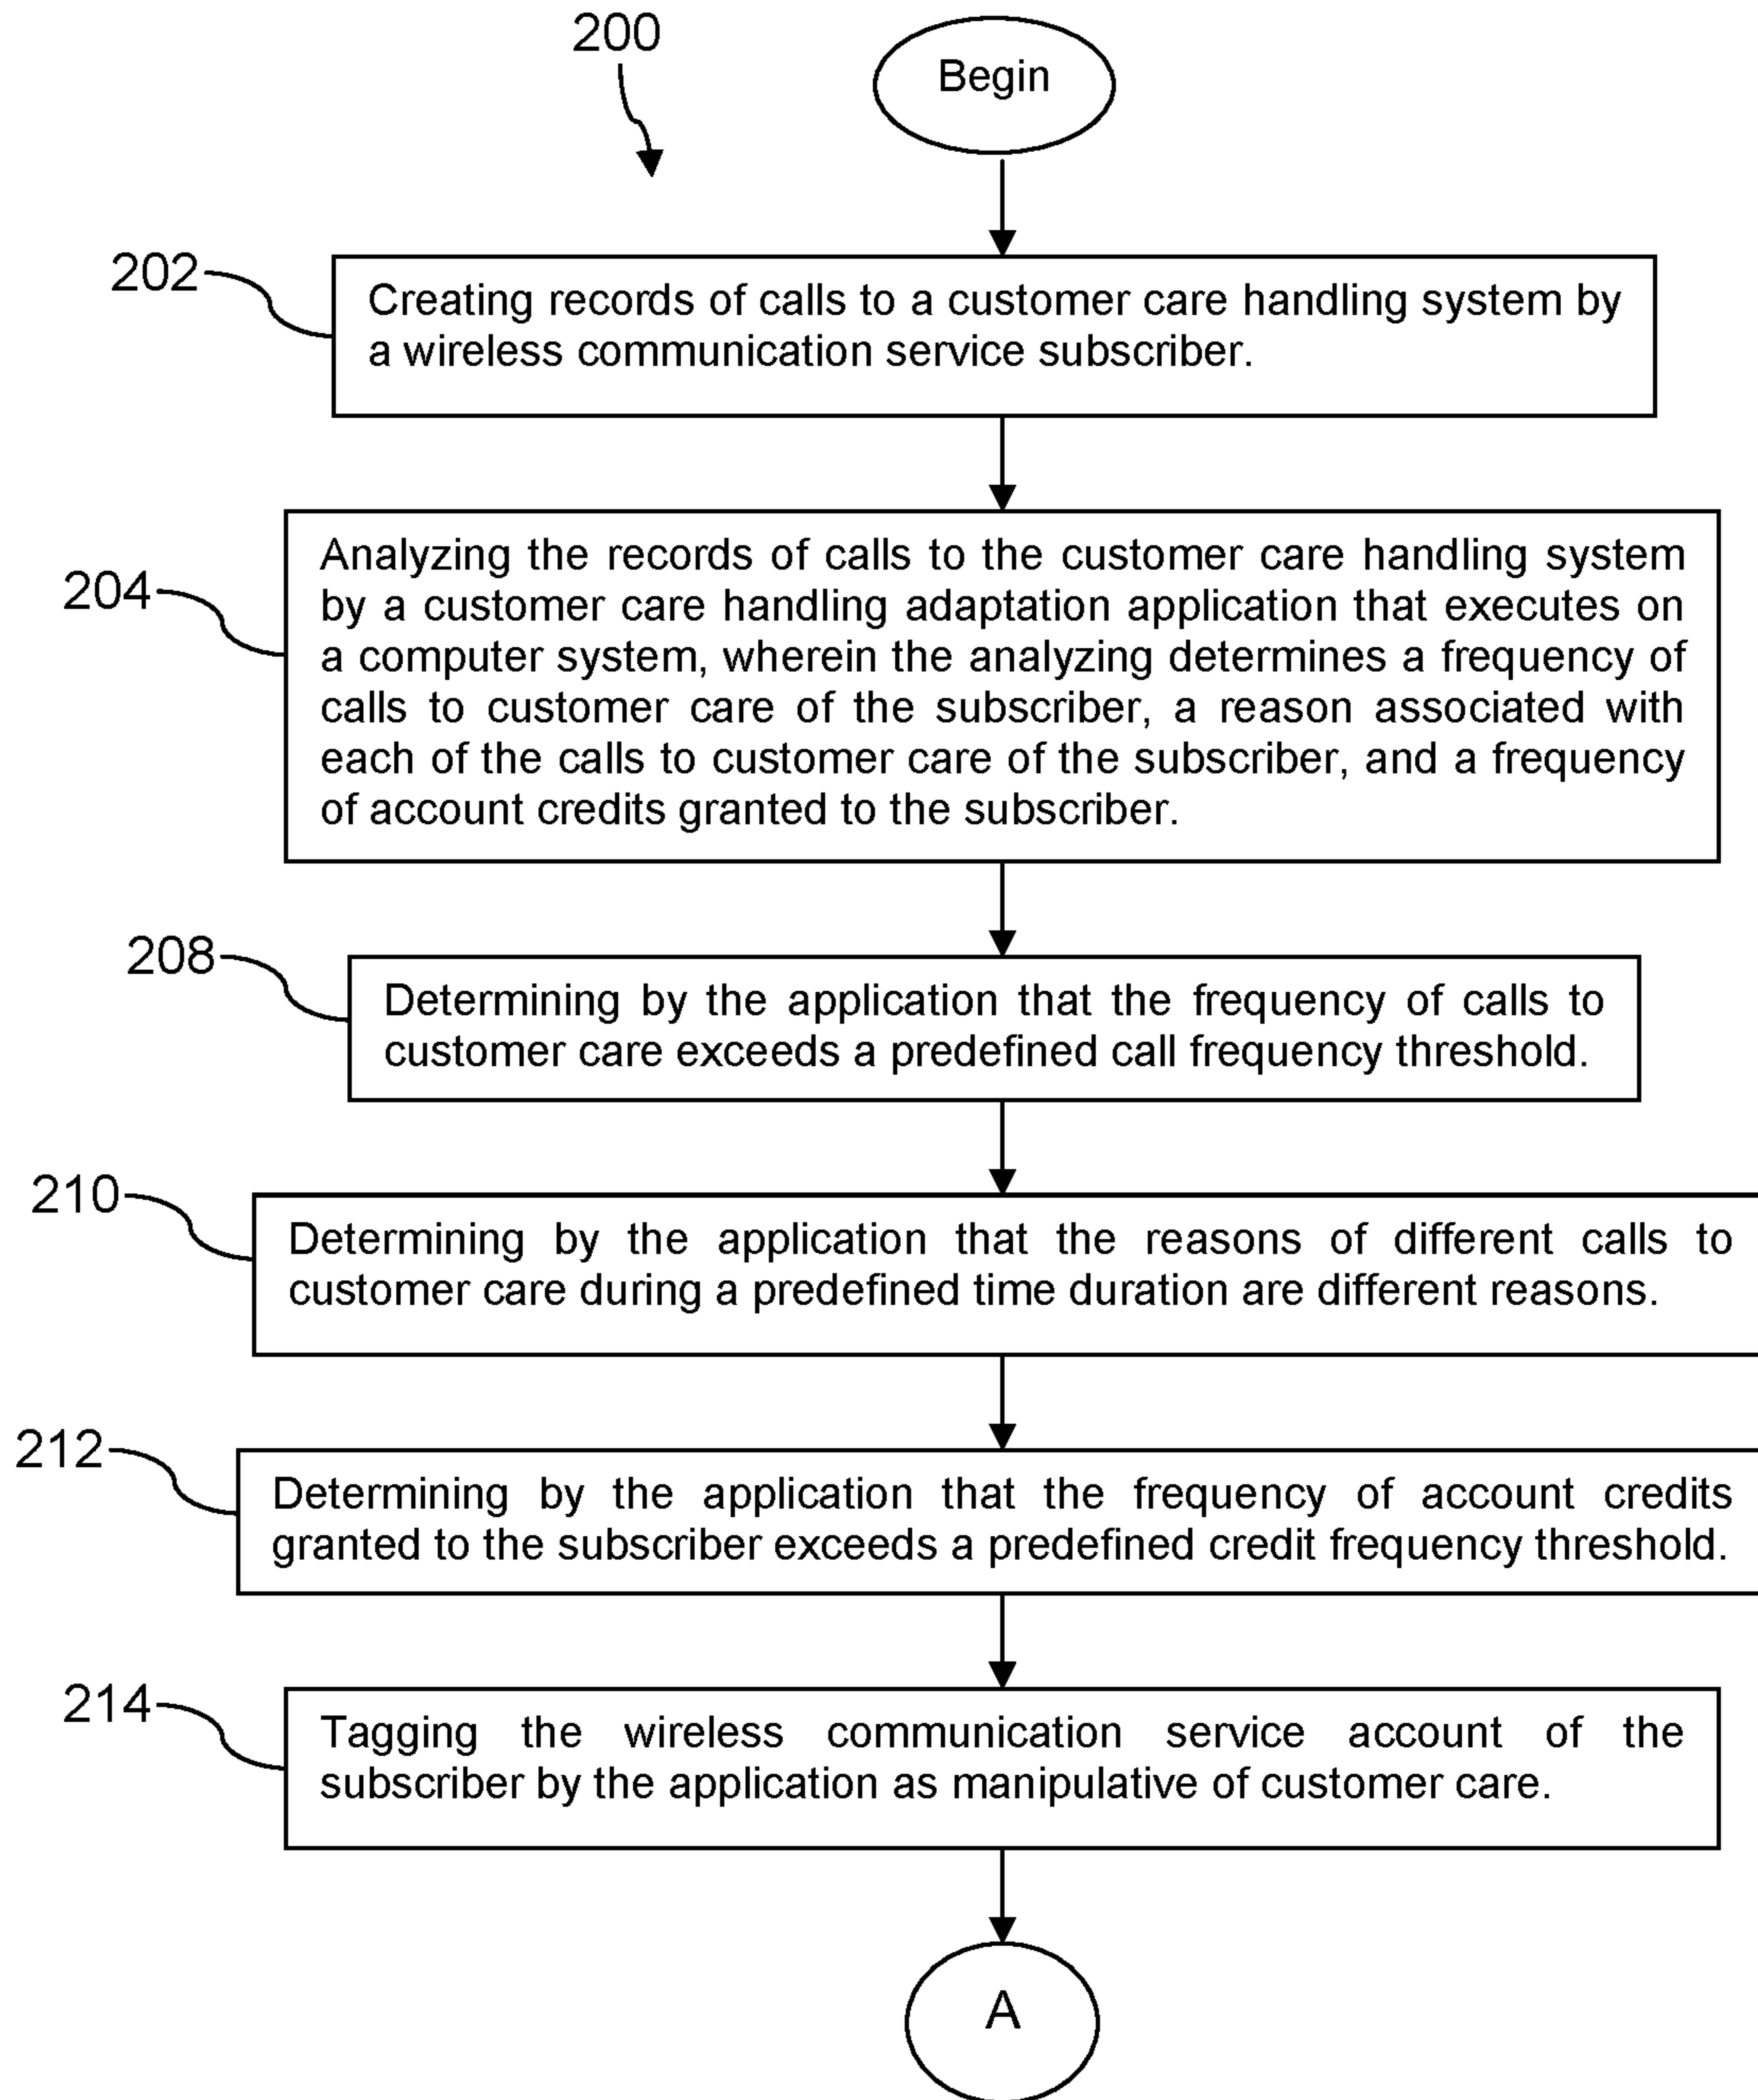 200
Begin
202
Creating records of calls to a customer care handling system by
a wireless communication service subscriber.
204
Analyzing the records of calls to the customer care handling system
by a customer care handling adaptation application that executes on
a computer system, wherein the analyzing determines a frequency of
calls to customer care of the subscriber, a reason associated with
each of the calls to customer care of the subscriber, and a frequency
of account credits granted to the subscriber.
208
Determining by the application that the frequency of calls to
customer care exceeds a predefined call frequency threshold.
210
Determining by the application that the reasons of different calls to
customer care during a predefined time duration are different reasons.
212
Determining by the application that the frequency of account credits
granted to the subscriber exceeds a predefined credit frequency threshold.
214
Tagging the wireless communication service account of the
subscriber by the application as manipulative of customer care.
A